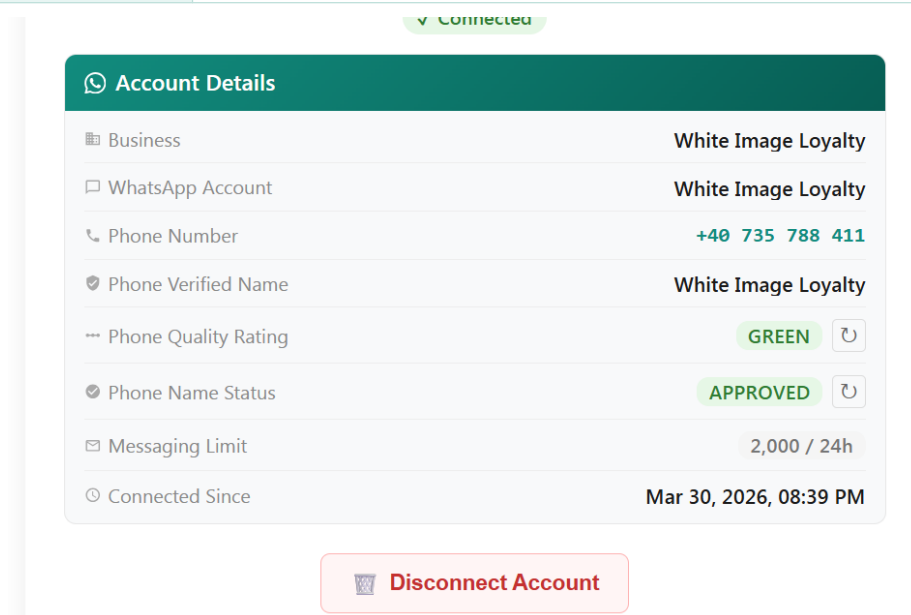 ✓ Connected
Account Details
Business White Image Loyalty
WhatsApp Account White Image Loyalty
Phone Number +40 735 788 411
Phone Verified Name White Image Loyalty
Phone Quality Rating GREEN ↻
Phone Name Status APPROVED ↻
Messaging Limit 2,000 / 24h
Connected Since Mar 30, 2026, 08:39 PM
Disconnect Account